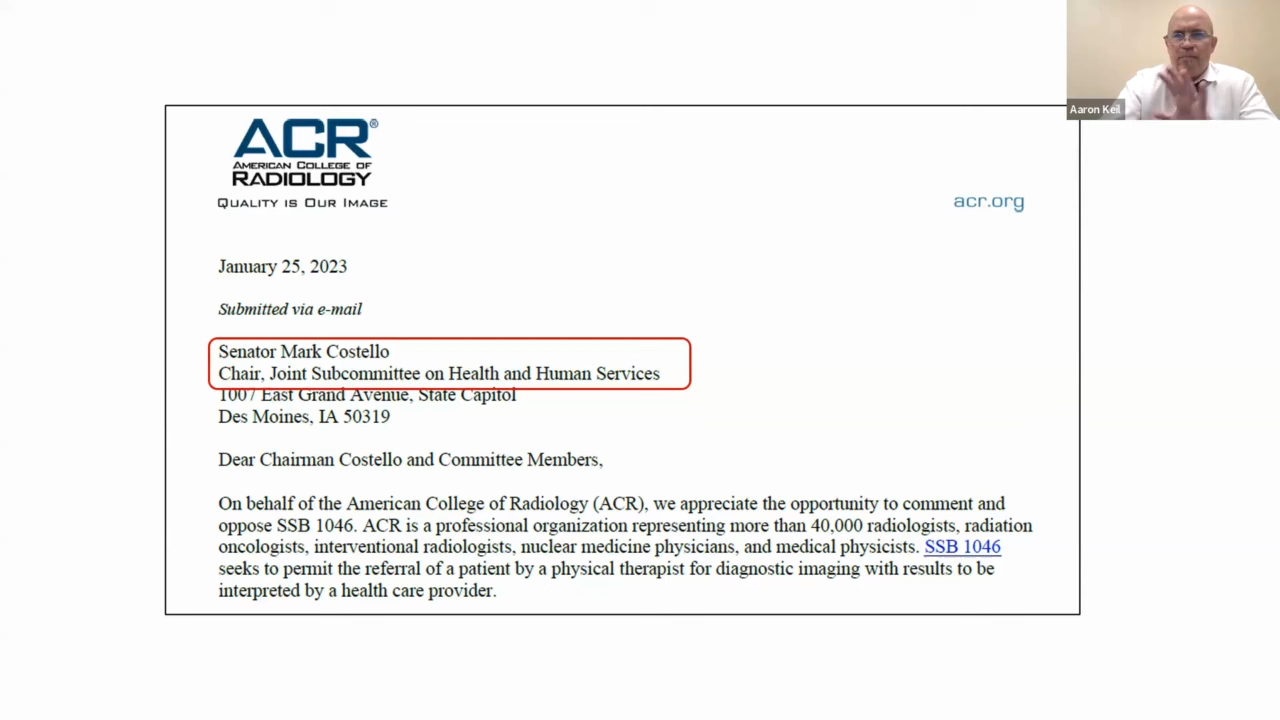 Aaron Keil
ACR®
AMERICAN COLLEGE OF
RADIOLOGY
QUALITY IS OUR IMAGE
acr.org
January 25, 2023
Submitted via e-mail
Senator Mark Costello
Chair, Joint Subcommittee on Health and Human Services
1007 East Grand Avenue, State Capitol
Des Moines, IA 50319
Dear Chairman Costello and Committee Members,
On behalf of the American College of Radiology (ACR), we appreciate the opportunity to comment and
oppose SSB 1046. ACR is a professional organization representing more than 40,000 radiologists, radiation
oncologists, interventional radiologists, nuclear medicine physicians, and medical physicists. SSB 1046
seeks to permit the referral of a patient by a physical therapist for diagnostic imaging with results to be
interpreted by a health care provider.